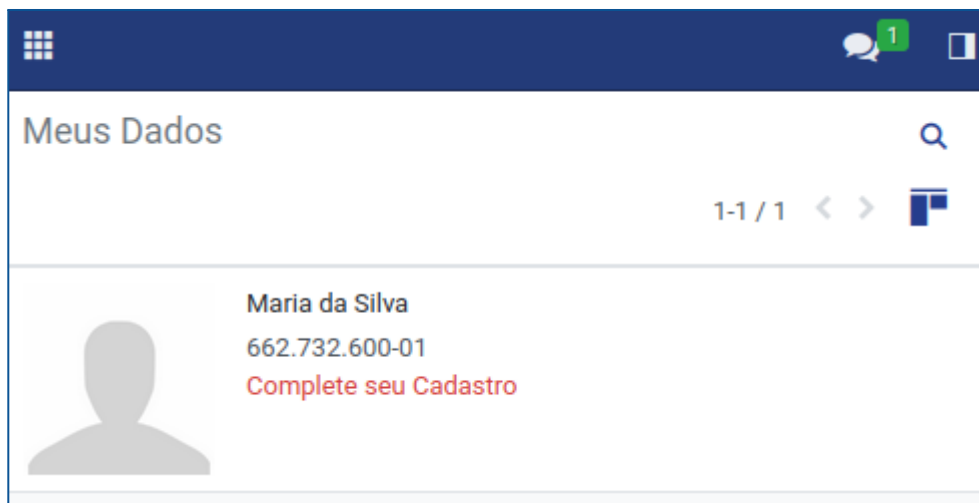 1
Meus Dados
1-1 / 1
Maria da Silva
662.732.600-01
Complete seu Cadastro